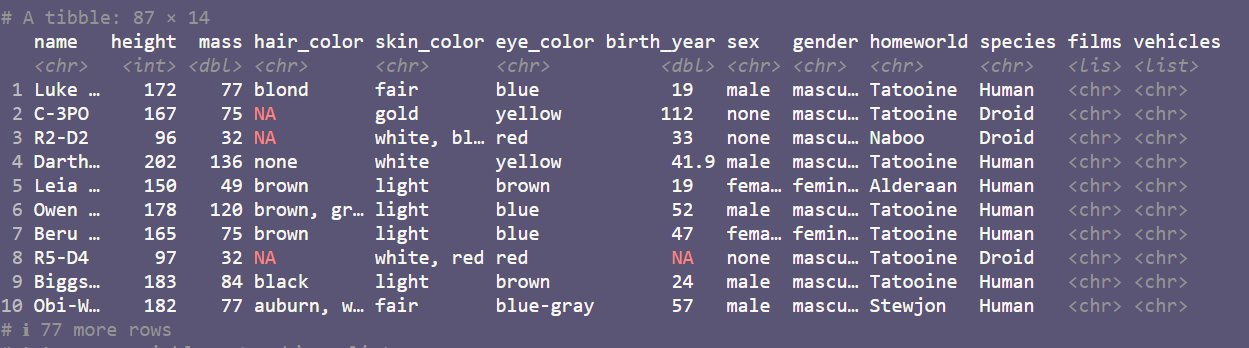 # A tibble: 87 × 14
name height mass hair_color skin_color eye_color birth_year sex gender homeworld species films vehicles
<chr> <int> <dbl> <chr> <chr> <chr> <dbl> <chr> <chr> <chr> <chr> <lis> <list>
1 Luke … 172 77 blond fair blue 19 male mascu… Tatooine Human <chr> <chr>
2 C-3PO 167 75 NA gold yellow 112 none mascu… Tatooine Droid <chr> <chr>
3 R2-D2 96 32 NA white, bl… red 33 none mascu… Naboo Droid <chr> <chr>
4 Darth… 202 136 none white yellow 41.9 male mascu… Tatooine Human <chr> <chr>
5 Leia … 150 49 brown light brown 19 fema… femin… Alderaan Human <chr> <chr>
6 Owen … 178 120 brown, gr… light blue 52 male mascu… Tatooine Human <chr> <chr>
7 Beru … 165 75 brown light blue 47 fema… femin… Tatooine Human <chr> <chr>
8 R5-D4 97 32 NA white, red red NA none mascu… Tatooine Droid <chr> <chr>
9 Biggs… 183 84 black light brown 24 male mascu… Tatooine Human <chr> <chr>
10 Obi-W… 182 77 auburn, w… fair blue-gray 57 male mascu… Stewjon Human <chr> <chr>
# ℹ 77 more rows